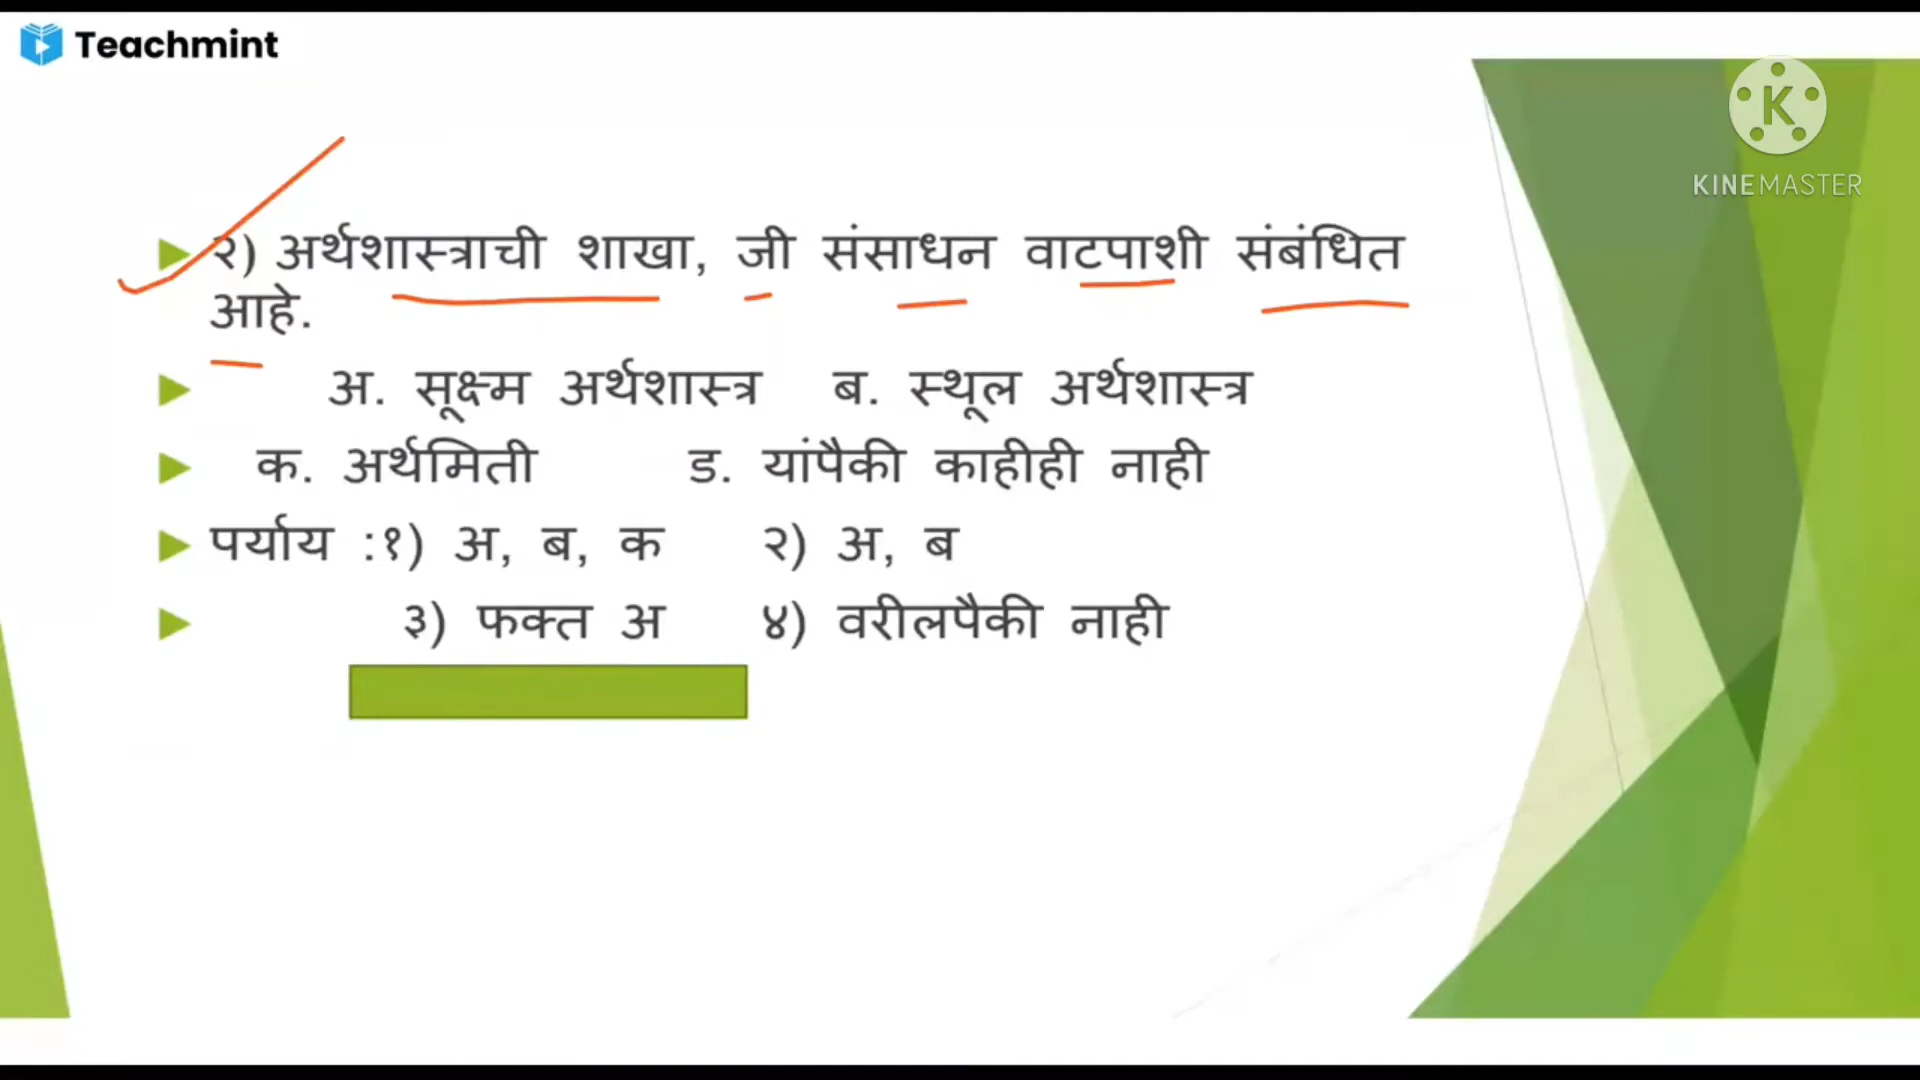 Teachmint
K
KINEMASTER
२) अर्थशास्त्राची शाखा, जी संसाधन वाटपाशी संबंधित
आहे.
अ. सूक्ष्म अर्थशास्त्र ब. स्थूल अर्थशास्त्र
क. अर्थमिती ड. यांपैकी काहीही नाही
पर्याय :१) अ, ब, क २) अ, ब
३) फक्त अ ४) वरीलपैकी नाही